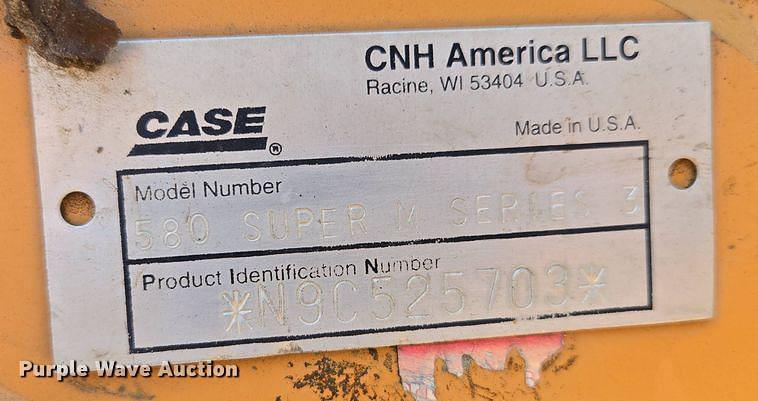 CNH America LLC
Racine, WI 53404 U.S.A.
CASE®
Made in U.S.A.
Model Number
580 SUPER M SERIES 3
Product Identification Number
*N9C525703*
Purple Wave Auction